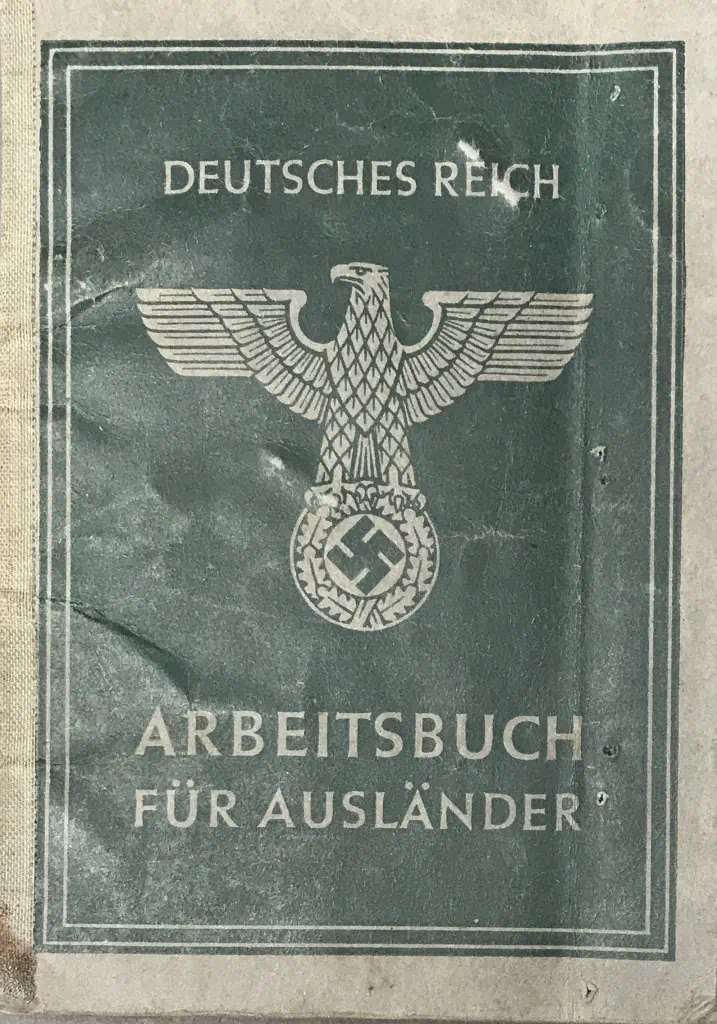 DEUTSCHES REICH
ARBEITSBUCH
FÜR AUSLÄNDER